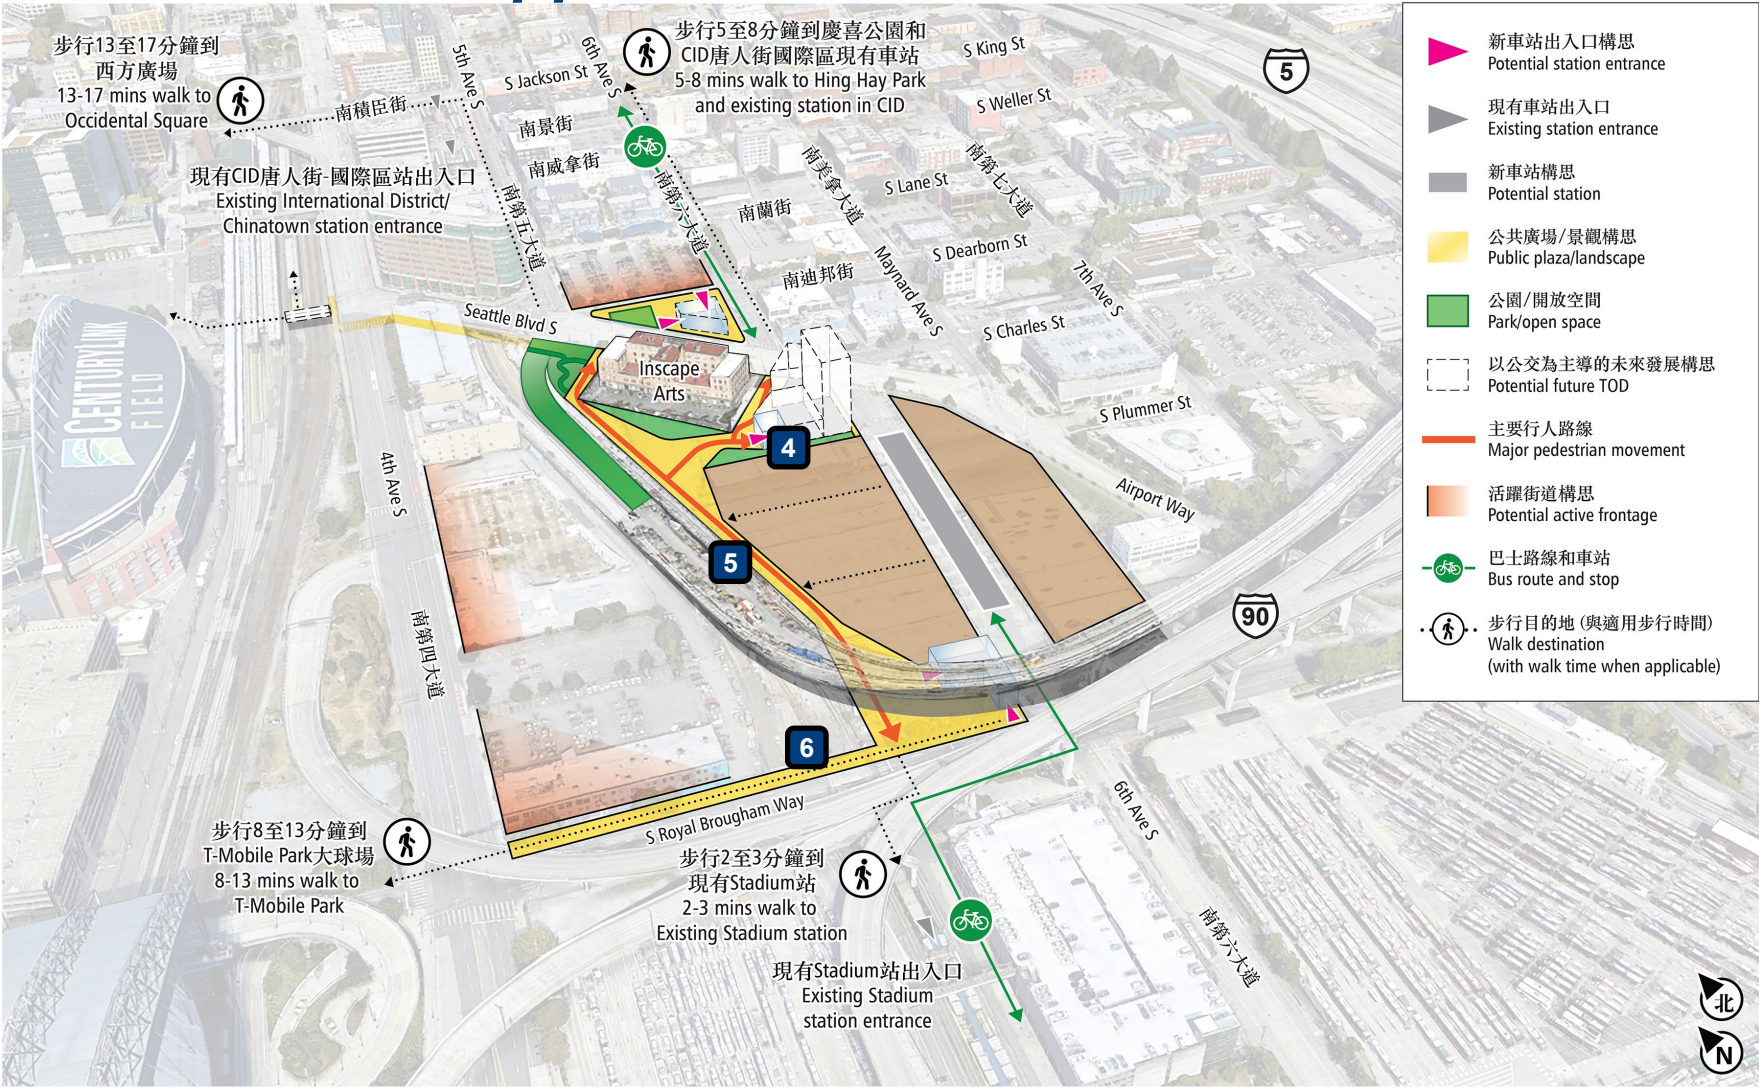 步行13至17分鐘到
西方廣場
13-17 mins walk to
Occidental Square
南積臣街
5th Ave S
S Jackson St
6th Ave S
步行5至8分鐘到慶喜公園和
CID唐人街國際區現有車站
5-8 mins walk to Hing Hay Park
and existing station in CID
S King St
S Weller St
5
南景街
南威拿街
現有CID唐人街-國際區站出入口
Existing International District/
Chinatown station entrance
南第五大道
南第六大道
南蘭街
南美拿大道
南第七大道
S Lane St
S Dearborn St
南迪邦街
Maynard Ave S
7th Ave S
S Charles St
Seattle Blvd S
Inscape
Arts
CENTURYLINK
FIELD
4th Ave S
S Plummer St
Airport Way
4
5
6
90
南第四大道
S Royal Brougham Way
6th Ave S
南第六大道
步行8至13分鐘到
T-Mobile Park大球場
8-13 mins walk to
T-Mobile Park
步行2至3分鐘到
現有Stadium站
2-3 mins walk to
Existing Stadium station
現有Stadium站出入口
Existing Stadium
station entrance
新車站出入口構思
Potential station entrance
現有車站出入口
Existing station entrance
新車站構思
Potential station
公共廣場/景觀構思
Public plaza/landscape
公園/開放空間
Park/open space
以公交為主導的未來發展構思
Potential future TOD
主要行人路線
Major pedestrian movement
活躍街道構思
Potential active frontage
巴士路線和車站
Bus route and stop
步行目的地 (與適用步行時間)
Walk destination
(with walk time when applicable)
北
N